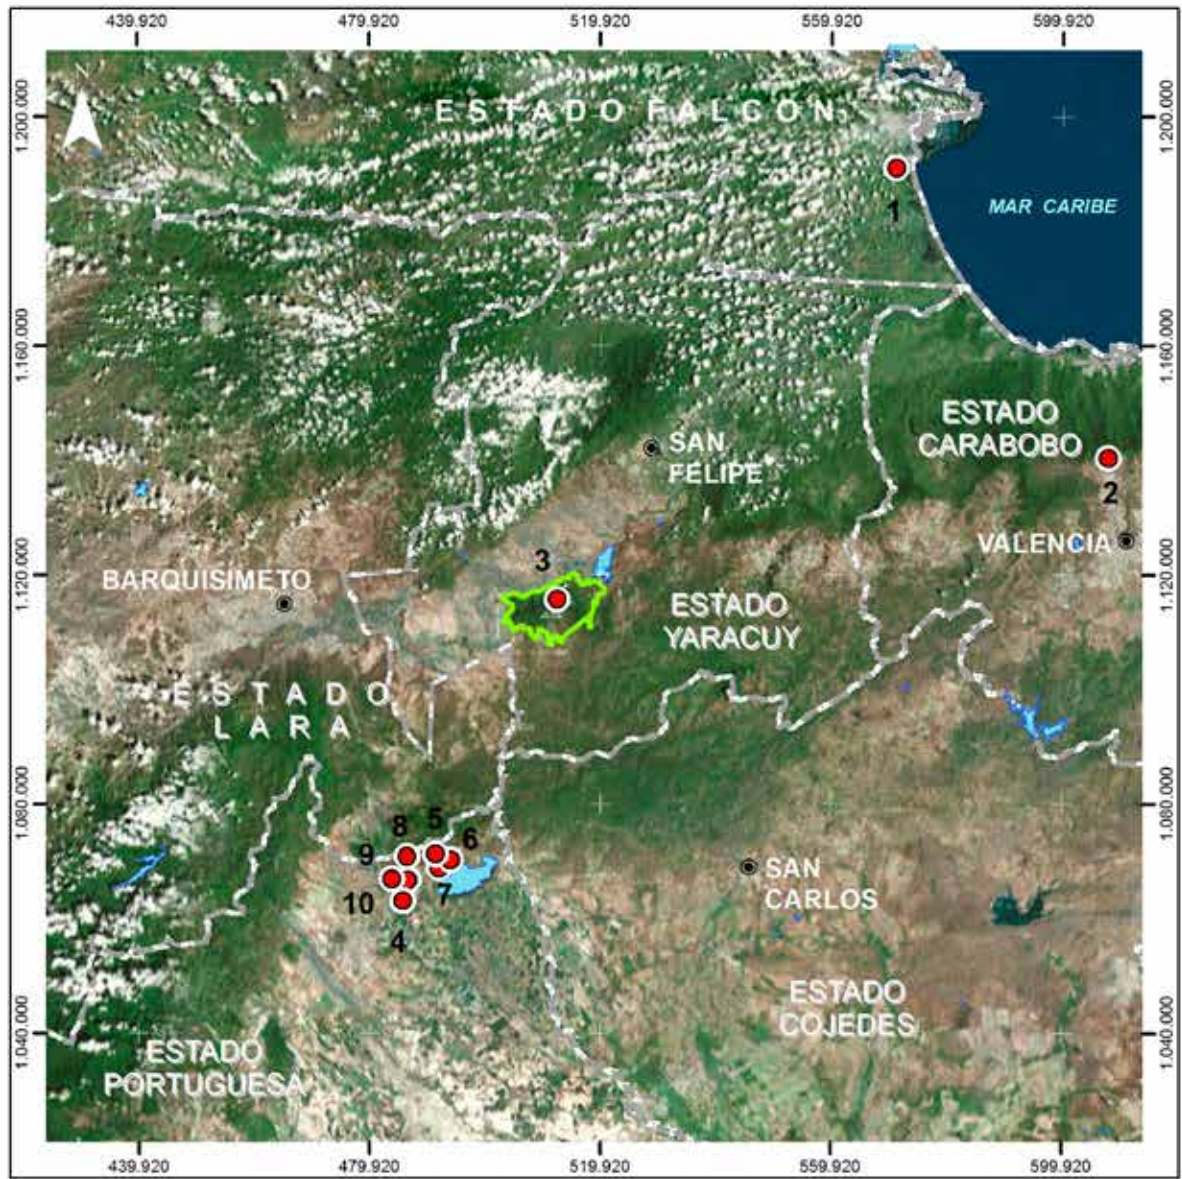 439.920 479.920 519.920 559.920 599.920
N
1.200.000 1.200.000
ESTADO FALCÓN
1
MAR CARIBE
1.160.000 1.160.000
ESTADO
CARABOBO
SAN
FELIPE
2
VALENCIA
3
1.120.000 1.120.000
BARQUISIMETO
ESTADO
YARACUY
ESTADO
LARA
1.080.000 1.080.000
8 5 6
9
10 7
4
SAN
CARLOS
ESTADO
COJEDES
1.040.000 1.040.000
ESTADO
PORTUGUESA
439.920 479.920 519.920 559.920 599.920